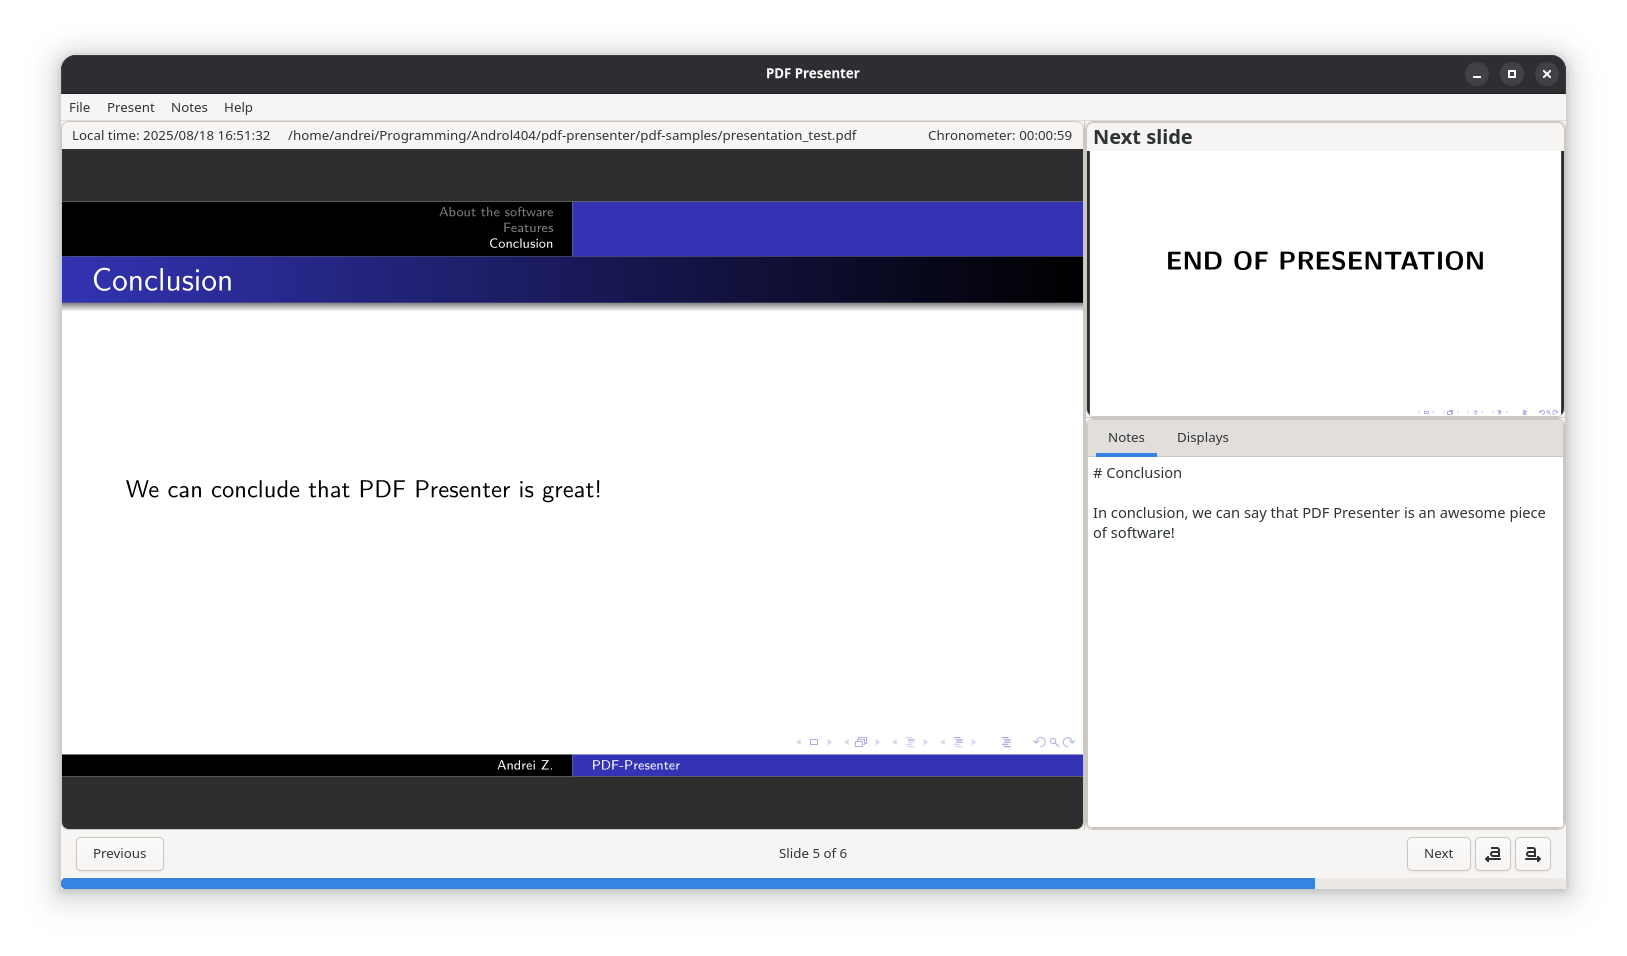 PDF Presenter
File Present Notes Help
Local time: 2025/08/18 16:51:32 /home/andrei/Programming/Androl404/pdf-prensenter/pdf-samples/presentation_test.pdf Chronometer: 00:00:59
About the software
Features
Conclusion
Conclusion
We can conclude that PDF Presenter is great!
Andrei Z. PDF-Presenter
Next slide
END OF PRESENTATION
Notes Displays
# Conclusion
In conclusion, we can say that PDF Presenter is an awesome piece
of software!
Previous Slide 5 of 6 Next a a